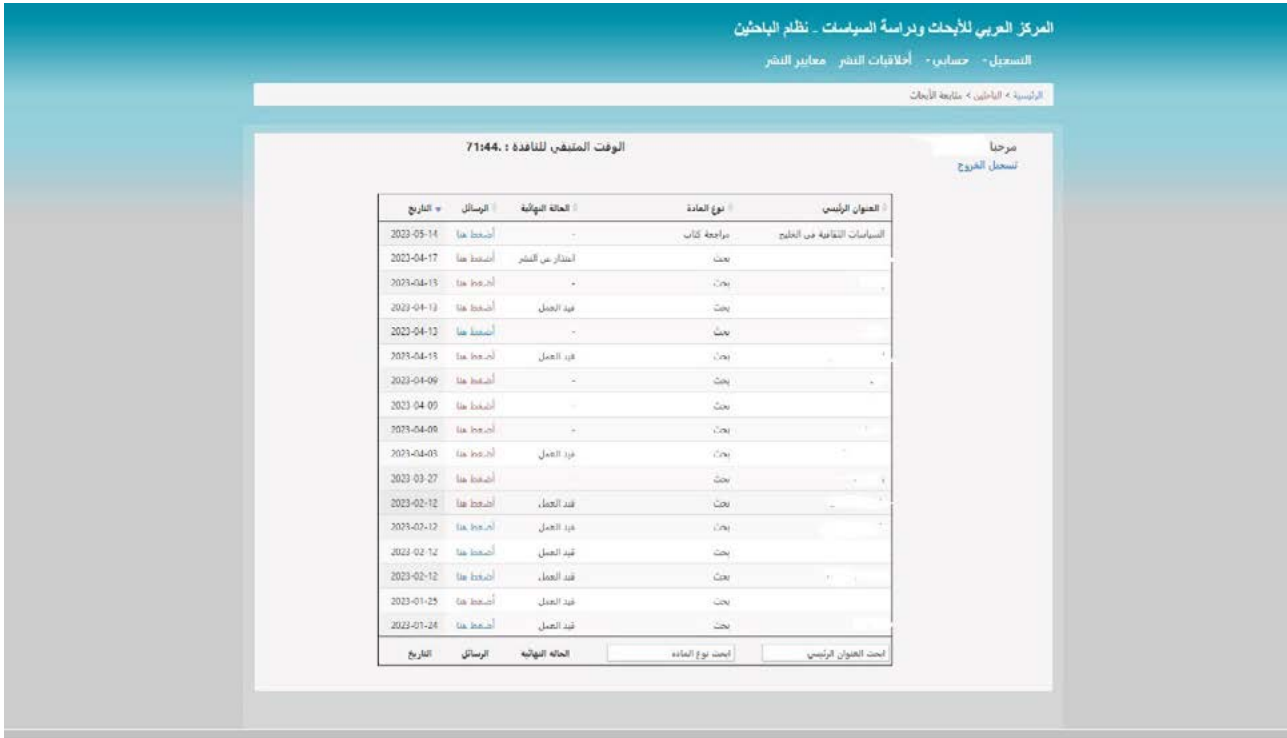 المركز العربي للأبحاث ودراسة السياسات - نظام الباحثين
التسجيل - حسابي - أخلاقيات النشر معايير النشر
الرئيسية > الباحثين > متابعة الأبحاث
مرحبا
الوقت المتبقي للنافذة : .71:44
تسجيل الخروج
العنوان الرئيسي نوع المادة الحالة النهائية الرسائل التاريخ
السياسات الثقافية في الخليج مراجعة كتاب - أضغط هنا 2023-05-14
بحث اعتذار عن النشر أضغط هنا 2023-04-17
بحث - أضغط هنا 2023-04-13
بحث قيد العمل أضغط هنا 2023-04-13
بحث - أضغط هنا 2023-04-13
بحث قيد العمل أضغط هنا 2023-04-13
بحث - أضغط هنا 2023-04-09
بحث - أضغط هنا 2023-04-09
بحث - أضغط هنا 2023-04-09
بحث قيد العمل أضغط هنا 2023-04-03
بحث أضغط هنا 2023-03-27
بحث قيد العمل أضغط هنا 2023-02-12
بحث قيد العمل أضغط هنا 2023-02-12
بحث قيد العمل أضغط هنا 2023-02-12
بحث قيد العمل أضغط هنا 2023-02-12
بحث قيد العمل أضغط هنا 2023-01-25
بحث قيد العمل أضغط هنا 2023-01-24
ابحث العنوان الرئيسي ابحث نوع المادة الحالة النهائية الرسائل التاريخ